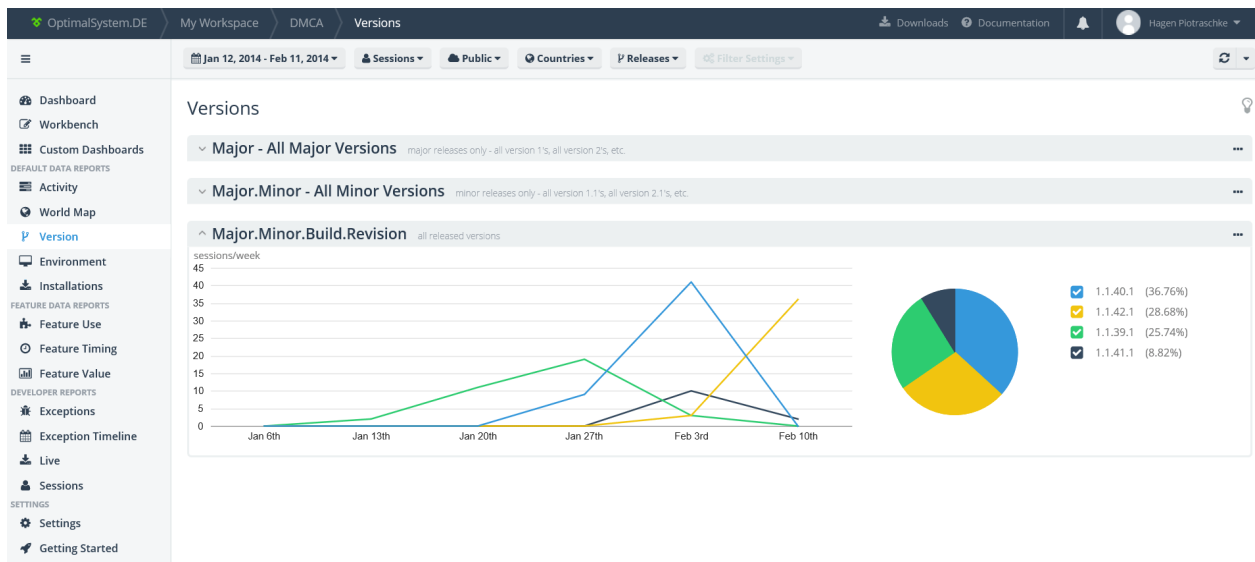 OptimalSystem.DE My Workspace DMCA Versions Downloads Documentation Hagen Piotraschke
Jan 12, 2014 - Feb 11, 2014 Sessions Public Countries Releases Filter Settings
Dashboard
Workbench
Custom Dashboards
DEFAULT DATA REPORTS
Activity
World Map
Version
Environment
Installations
FEATURE DATA REPORTS
Feature Use
Feature Timing
Feature Value
DEVELOPER REPORTS
Exceptions
Exception Timeline
Live
Sessions
SETTINGS
Settings
Getting Started
Versions
Major - All Major Versions major releases only - all version 1's, all version 2's, etc.
Major.Minor - All Minor Versions minor releases only - all version 1.1's, all version 2.1's, etc.
Major.Minor.Build.Revision all released versions
sessions/week
45
40
35
30
25
20
15
10
5
0
Jan 6th Jan 13th Jan 20th Jan 27th Feb 3rd Feb 10th
1.1.40.1 (36.76%)
1.1.42.1 (28.68%)
1.1.39.1 (25.74%)
1.1.41.1 (8.82%)